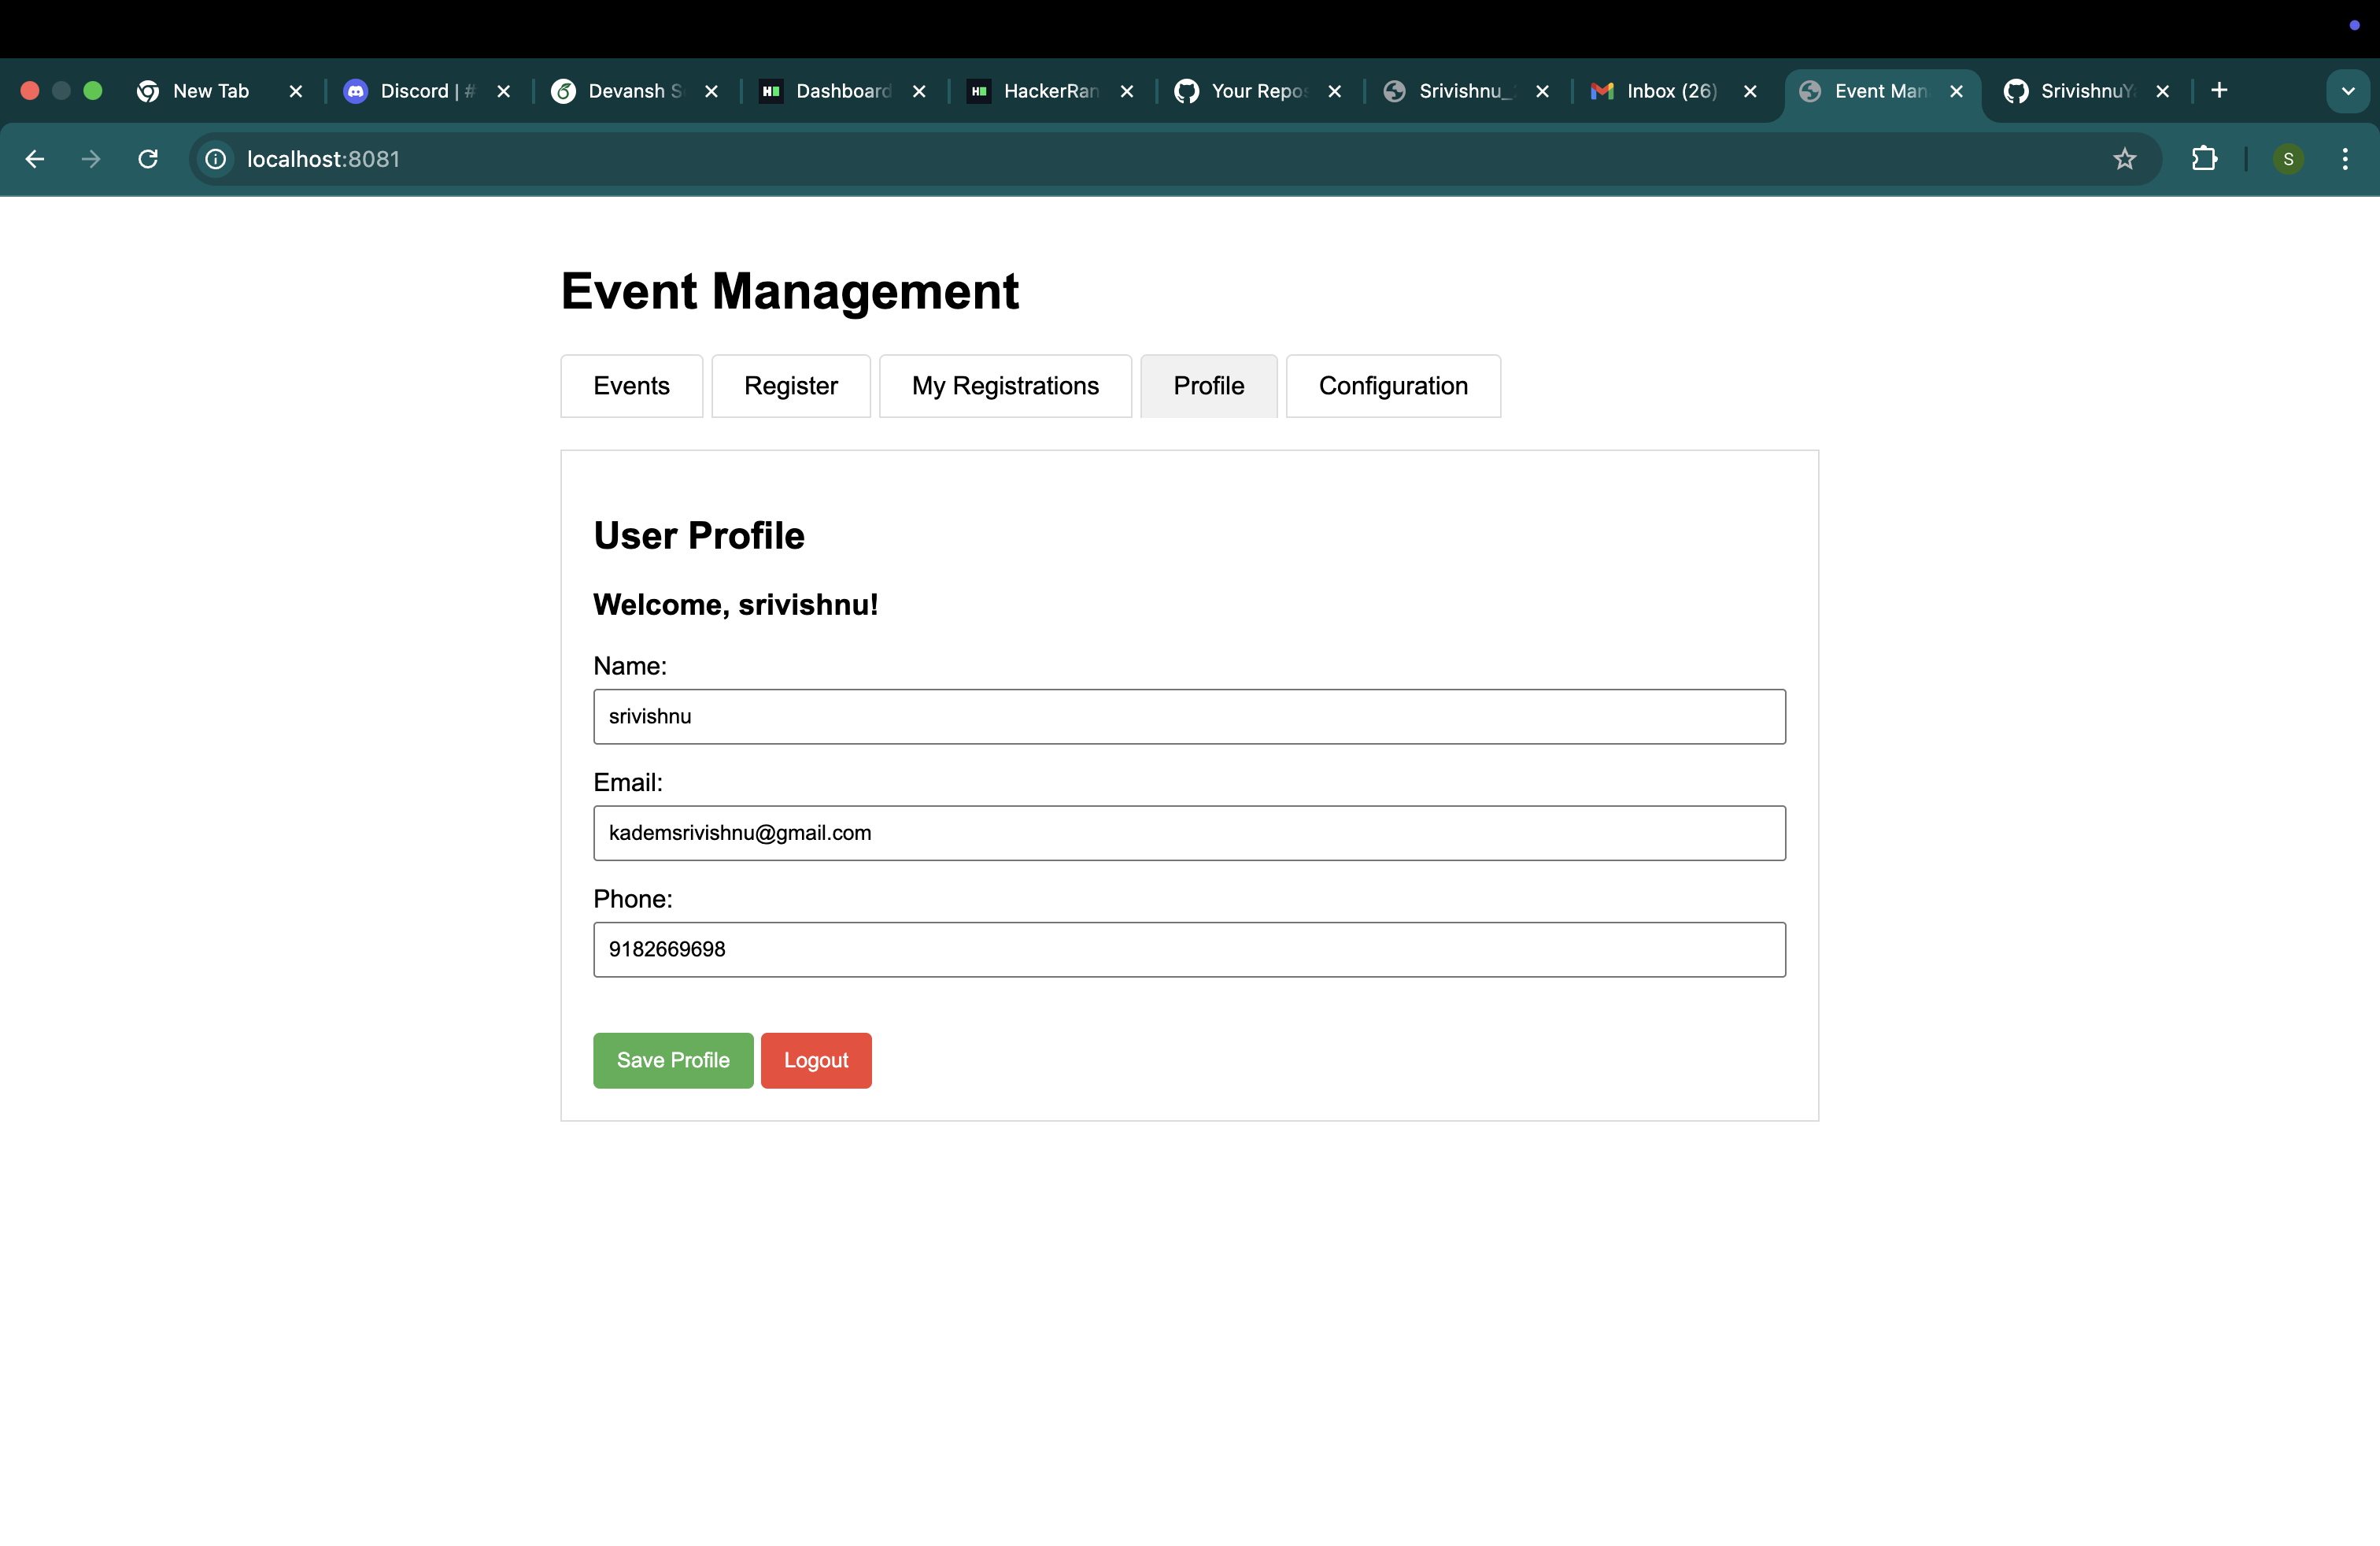 New Tab
Discord | #
Devansh S
Dashboard
HackerRan
Your Repos
Srivishnu_
Inbox (26)
Event Man
SrivishnuY
localhost:8081
S
Event Management
Events
Register
My Registrations
Profile
Configuration
User Profile
Welcome, srivishnu!
Name:
srivishnu
Email:
kademsrivishnu@gmail.com
Phone:
9182669698
Save Profile
Logout